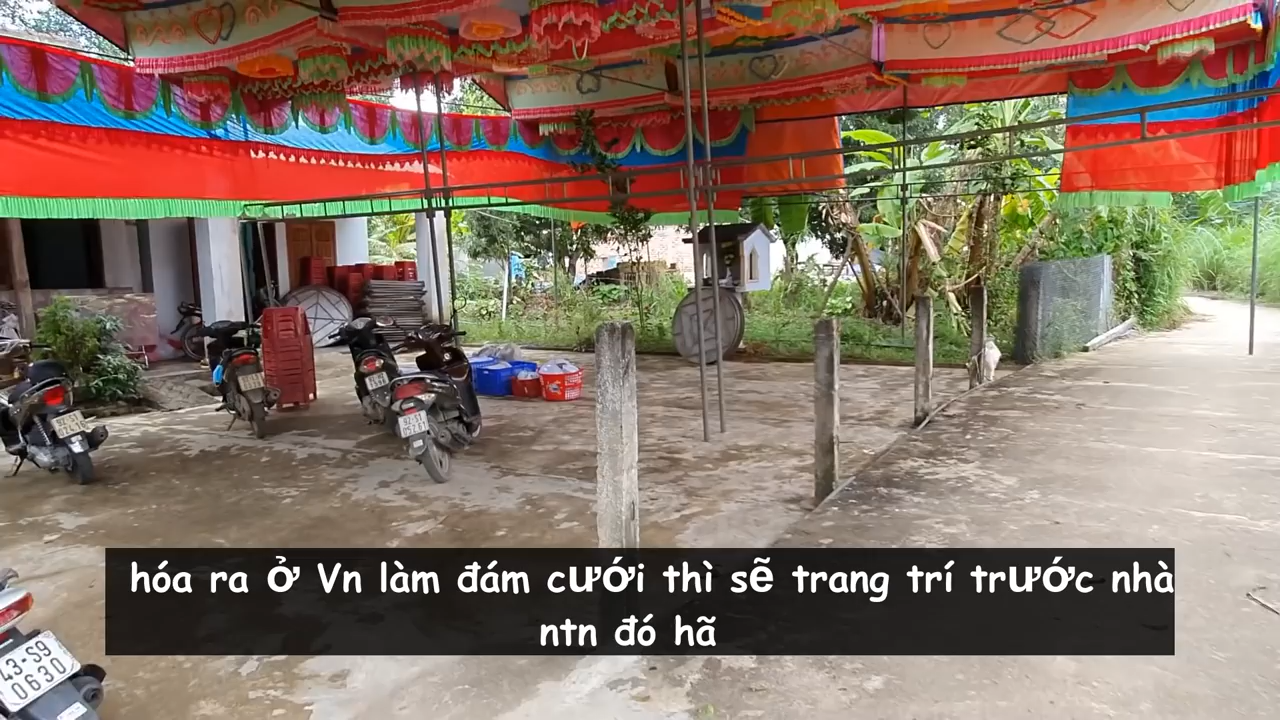 hóa ra ở Vn làm đám cưới thì sẽ trang trí trước nhà
ntn đó hã
43-S9
0630